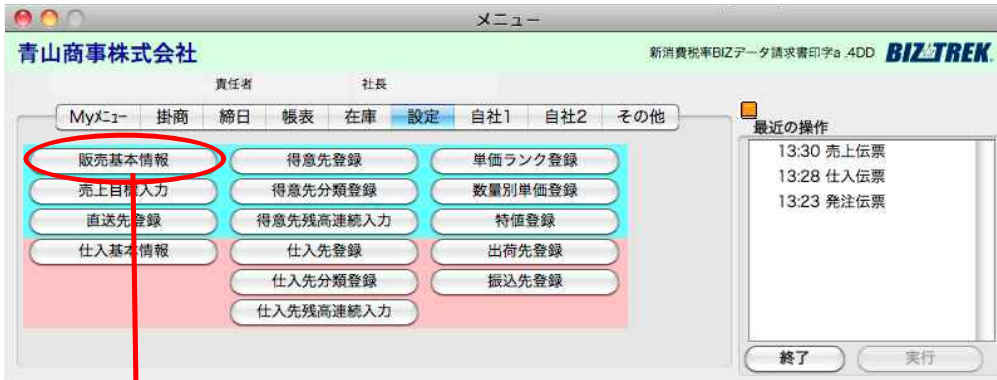 メニュー
青山商事株式会社
新消費税率BIZデータ請求書印字a .4DD BIZTREK.
責任者 社長
Myメニュー 掛商 締日 帳表 在庫 設定 自社1 自社2 その他
最近の操作
販売基本情報 得意先登録 単価ランク登録
売上目標入力 得意先分類登録 数量別単価登録
直送先登録 得意先残高連続入力 特値登録
仕入基本情報 仕入先登録 出荷先登録
仕入先分類登録 振込先登録
仕入先残高連続入力
13:30 売上伝票
13:28 仕入伝票
13:23 発注伝票
終了 実行